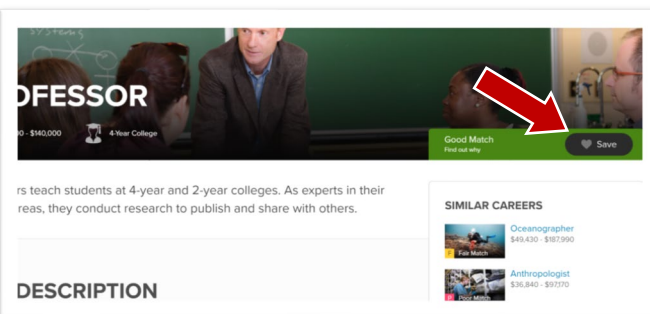 OFESSOR
00 - $140,000
4-Year College
Good Match
Find out why
Save
rs teach students at 4-year and 2-year colleges. As experts in their
reas, they conduct research to publish and share with others.
SIMILAR CAREERS
Oceanographer
$49,430 - $187,990
F Fair Match
Anthropologist
$36,840 - $97,170
P Poor Match
DESCRIPTION